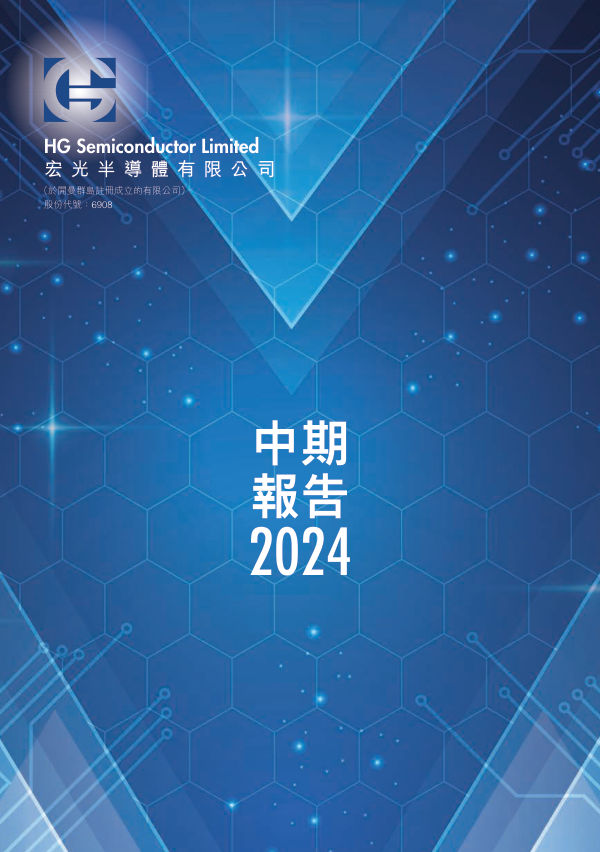 HG Semiconductor Limited
宏光半導體有限公司
(於開曼群島註冊成立的有限公司)
股份代號：6908
中期
報告
2024